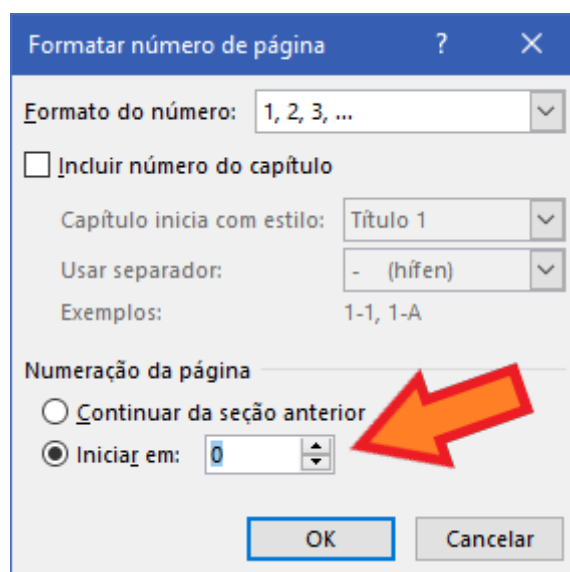 Formatar número de página ? ×
Formato do número: 1, 2, 3, ...
Incluir número do capítulo
Capítulo inicia com estilo: Título 1
Usar separador: - (hífen)
Exemplos: 1-1, 1-A
Numeração da página
Continuar da seção anterior
Iniciar em: 0
OK Cancelar